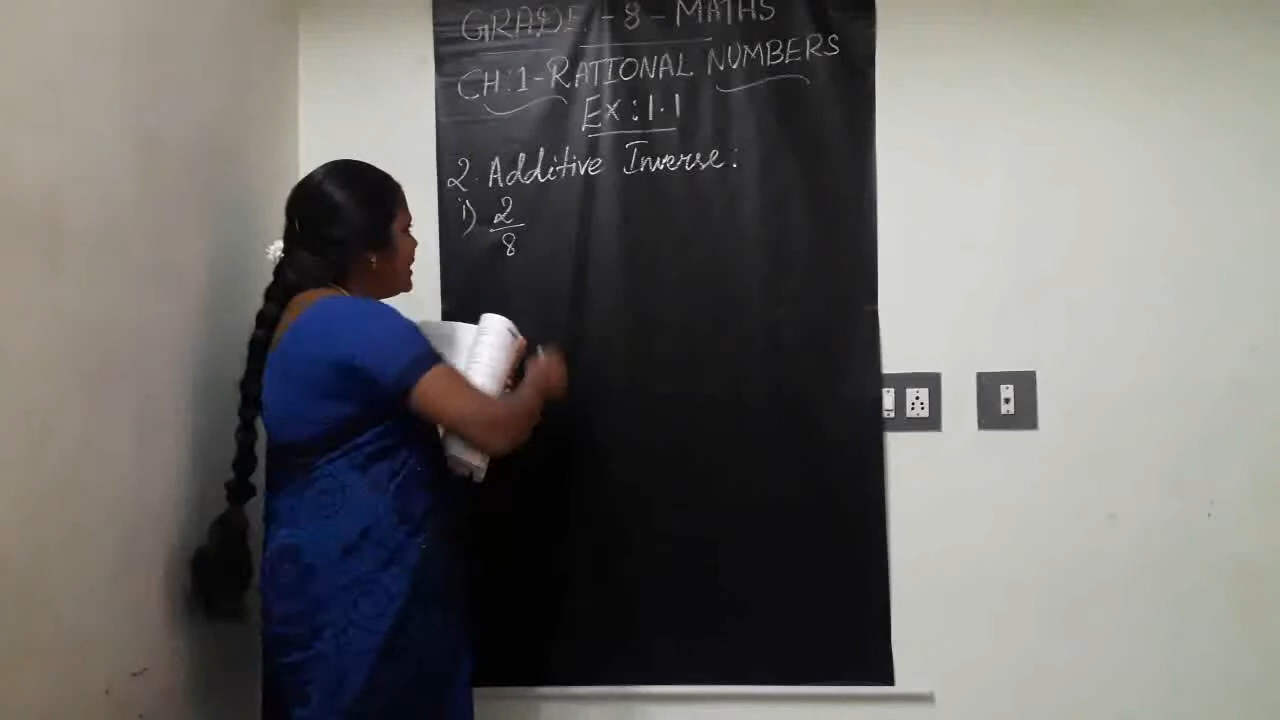 GRADE - 8 - MATHS
CH:1-RATIONAL NUMBERS
Ex:1.1
2. Additive Inverse:
i) 2/8